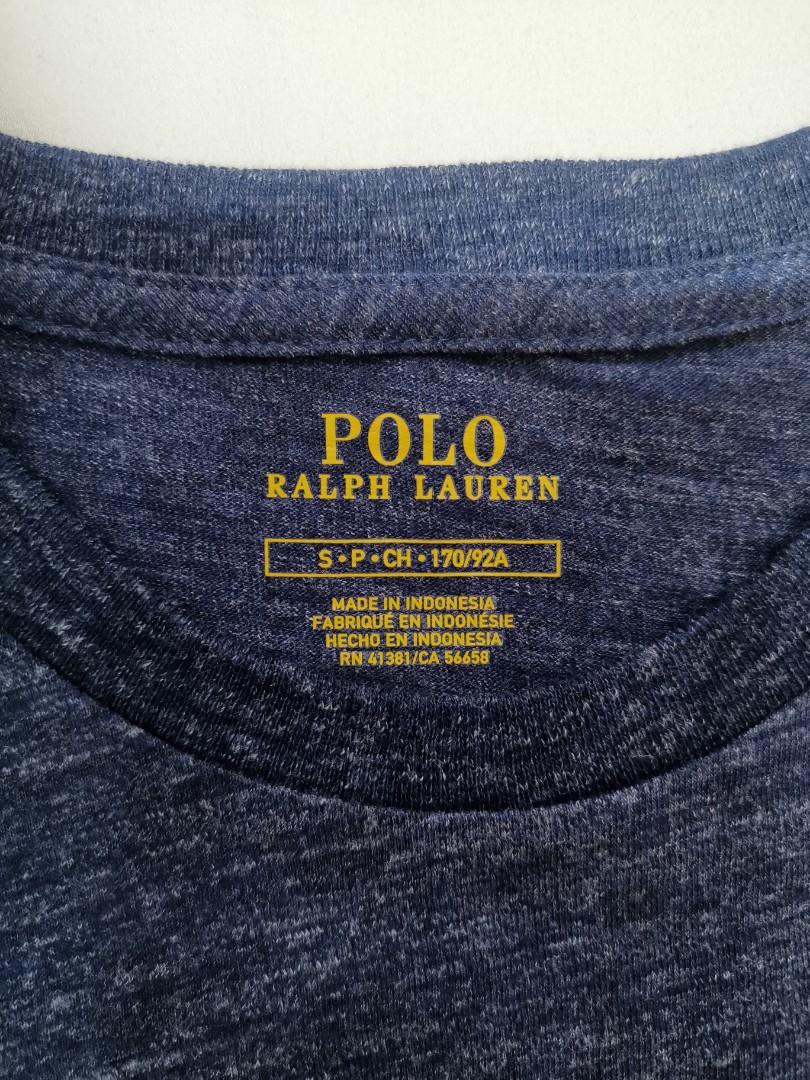 POLO
RALPH LAUREN
S•P•CH•170/92A
MADE IN INDONESIA
FABRIQUÉ EN INDONÉSIE
HECHO EN INDONESIA
RN 41381/CA 56658